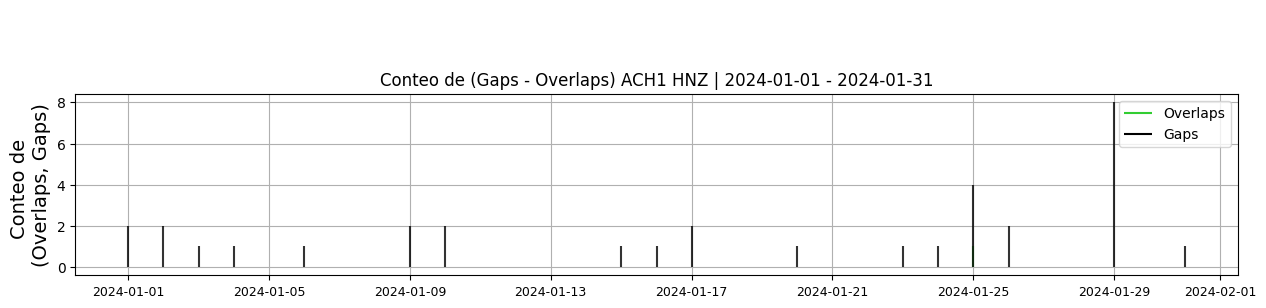 Conteo de (Gaps - Overlaps) ACH1 HNZ | 2024-01-01 - 2024-01-31
Conteo de
(Overlaps, Gaps)
8
6
4
2
0
Overlaps
Gaps
2024-01-01 2024-01-05 2024-01-09 2024-01-13 2024-01-17 2024-01-21 2024-01-25 2024-01-29 2024-02-01